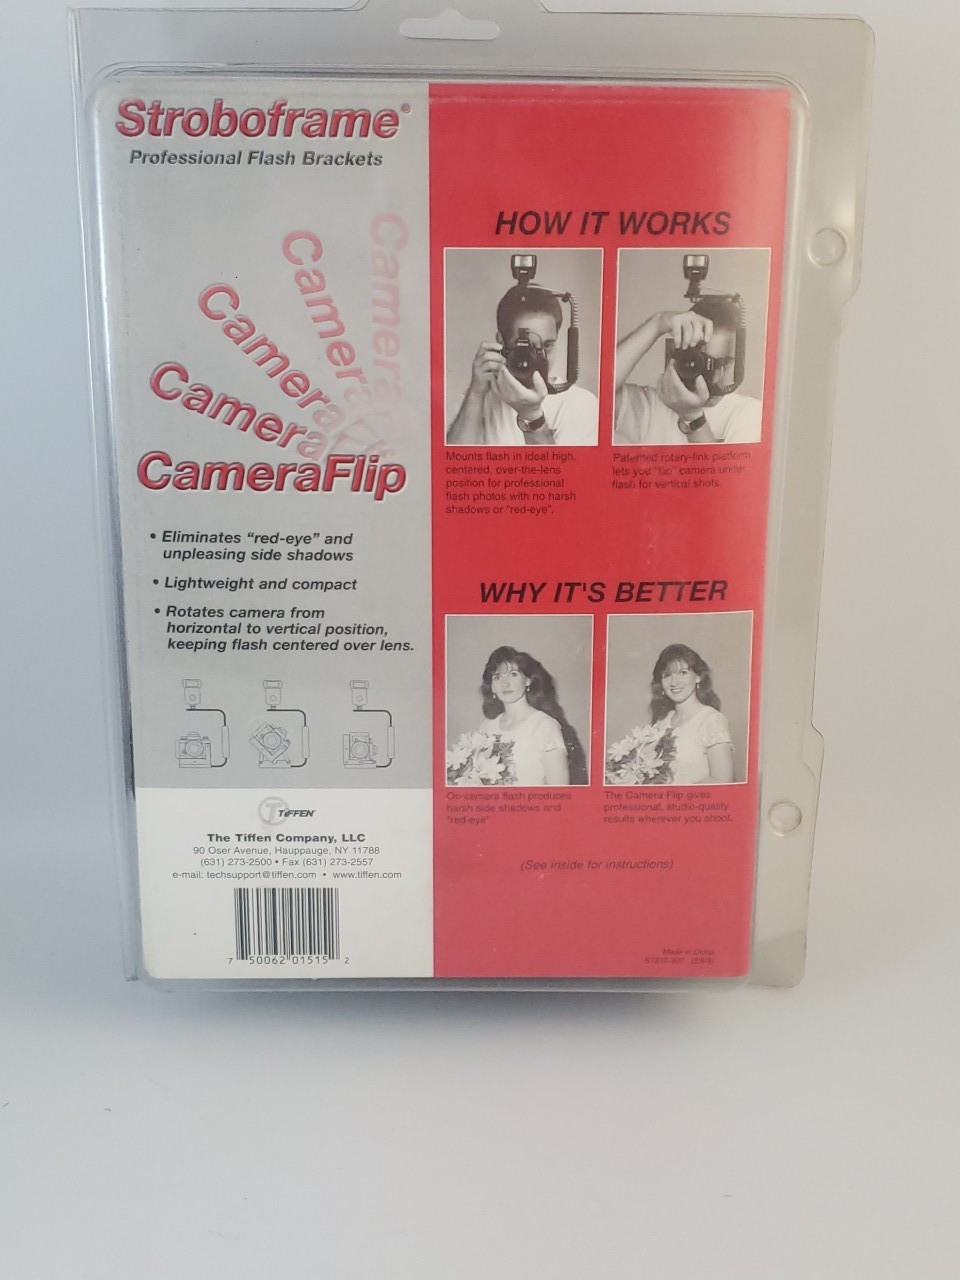 Stroboframe®
Professional Flash Brackets
Camera
Camera
Camera
Camera
CameraFlip
• Eliminates "red-eye" and
unpleasing side shadows
• Lightweight and compact
• Rotates camera from
horizontal to vertical position,
keeping flash centered over lens.
T TIFFEN
The Tiffen Company, LLC
90 Oser Avenue, Hauppauge, NY 11788
(631) 273-2500 • Fax (631) 273-2557
e-mail: techsupport@tiffen.com • www.tiffen.com
7 50062 01515 2
HOW IT WORKS
Mounts flash in ideal high,
centered, over-the-lens
position for professional
flash photos with no harsh
shadows or "red-eye".
Patented rotary-link platform
lets you "flip" camera under
flash for vertical shots.
WHY IT'S BETTER
On-camera flash produces
harsh side shadows and
"red-eye"
The Camera Flip gives
professional, studio-quality
results wherever you shoot.
(See inside for instructions)
Made in China